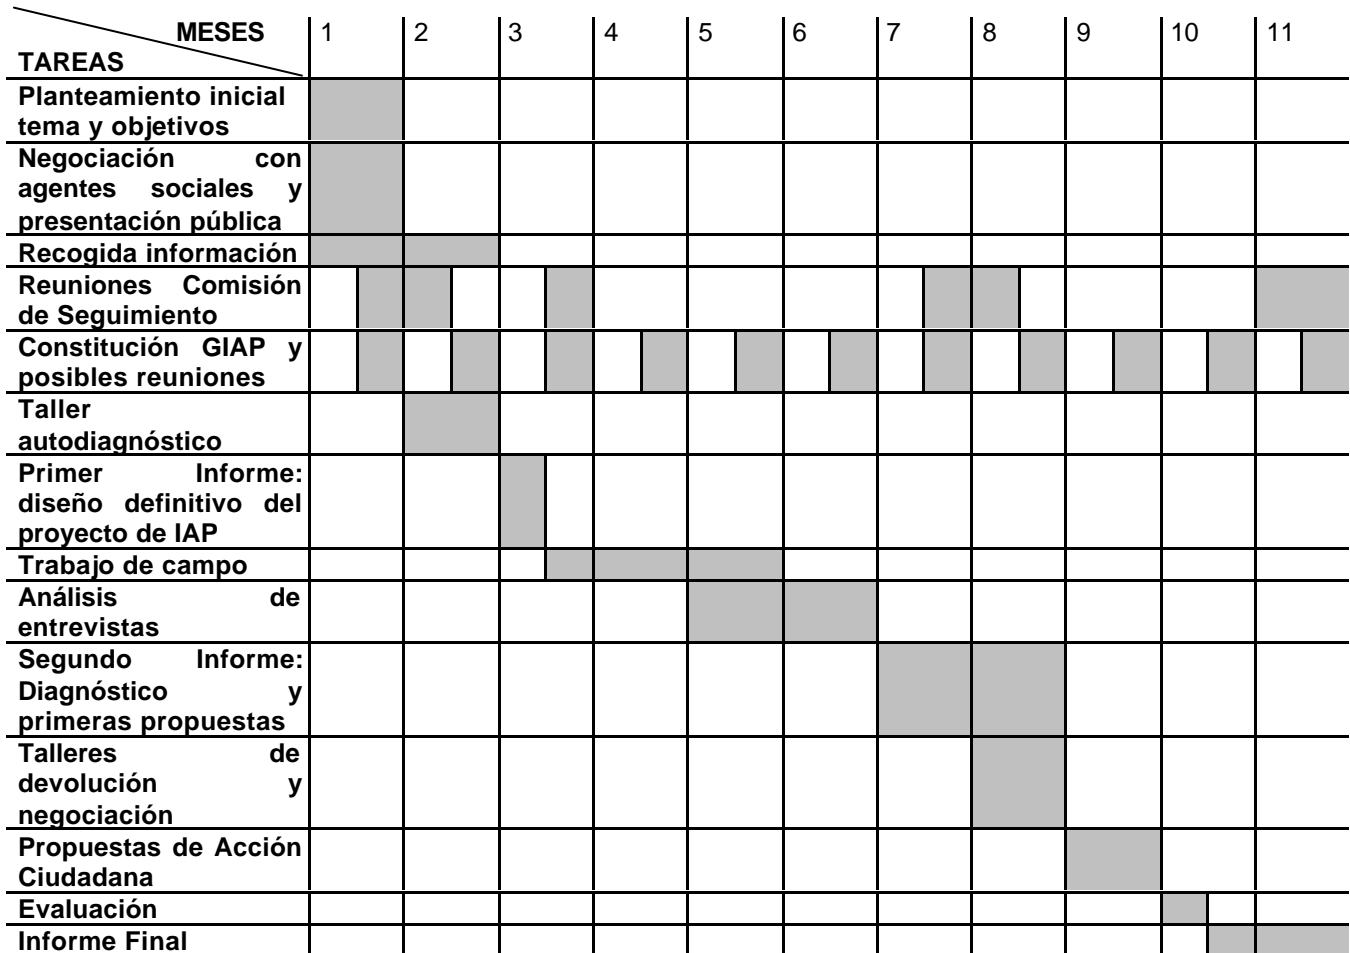 MESES 1 2 3 4 5 6 7 8 9 10 11
TAREAS
Planteamiento inicial
tema y objetivos
Negociación con
agentes sociales y
presentación pública
Recogida información
Reuniones Comisión
de Seguimiento
Constitución GIAP y
posibles reuniones
Taller
autodiagnóstico
Primer Informe:
diseño definitivo del
proyecto de IAP
Trabajo de campo
Análisis de
entrevistas
Segundo Informe:
Diagnóstico y
primeras propuestas
Talleres de
devolución y
negociación
Propuestas de Acción
Ciudadana
Evaluación
Informe Final